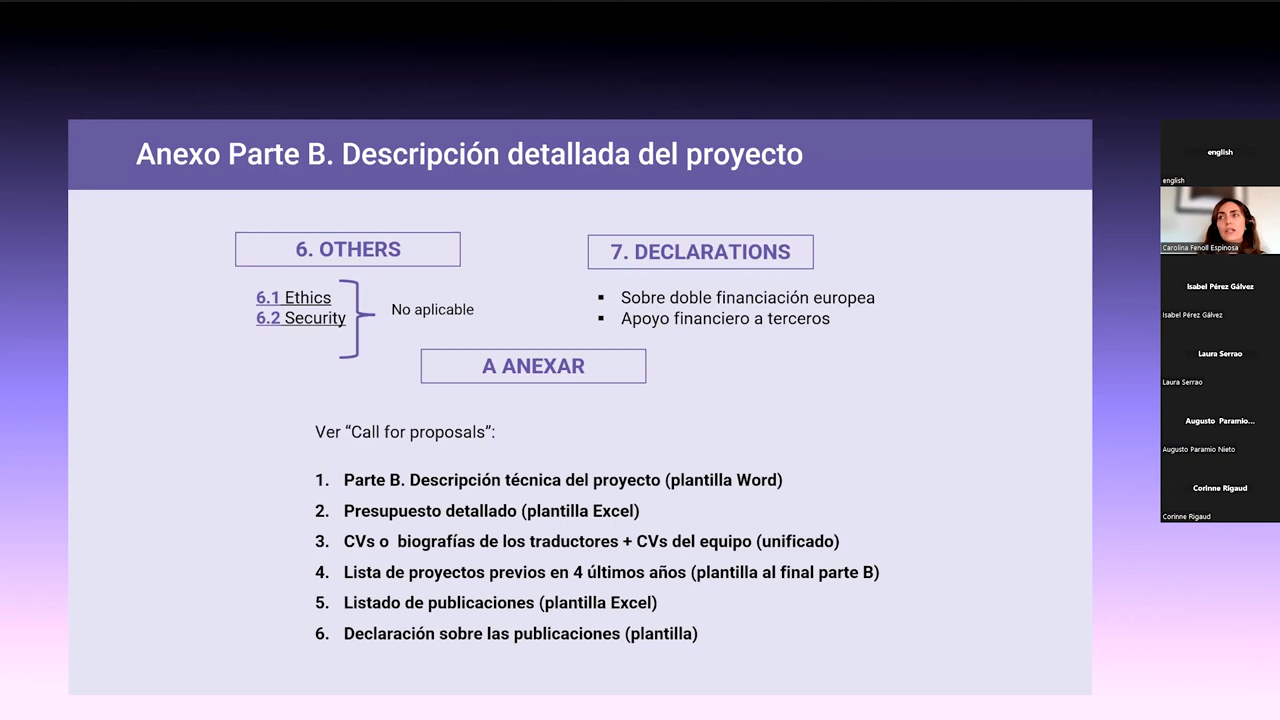 Anexo Parte B. Descripción detallada del proyecto
6. OTHERS
6.1 Ethics
6.2 Security
No aplicable
7. DECLARATIONS
▪ Sobre doble financiación europea
▪ Apoyo financiero a terceros
A ANEXAR
Ver “Call for proposals”:
1. Parte B. Descripción técnica del proyecto (plantilla Word)
2. Presupuesto detallado (plantilla Excel)
3. CVs o biografías de los traductores + CVs del equipo (unificado)
4. Lista de proyectos previos en 4 últimos años (plantilla al final parte B)
5. Listado de publicaciones (plantilla Excel)
6. Declaración sobre las publicaciones (plantilla)
english
english
Carolina Fenoll Espinosa
Isabel Pérez Gálvez
Isabel Pérez Gálvez
Laura Serrao
Laura Serrao
Augusto Paramio...
Augusto Paramio Nieto
Corinne Rigaud
Corinne Rigaud